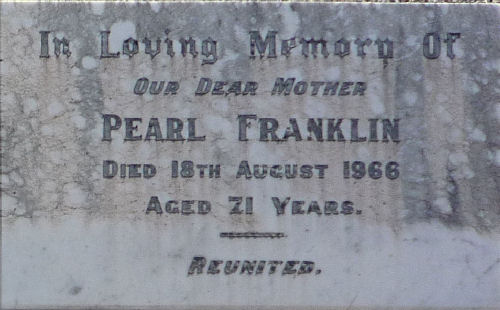 In Loving Memory Of
OUR DEAR MOTHER
PEARL FRANKLIN
DIED 18TH AUGUST 1966
AGED 71 YEARS.
REUNITED.